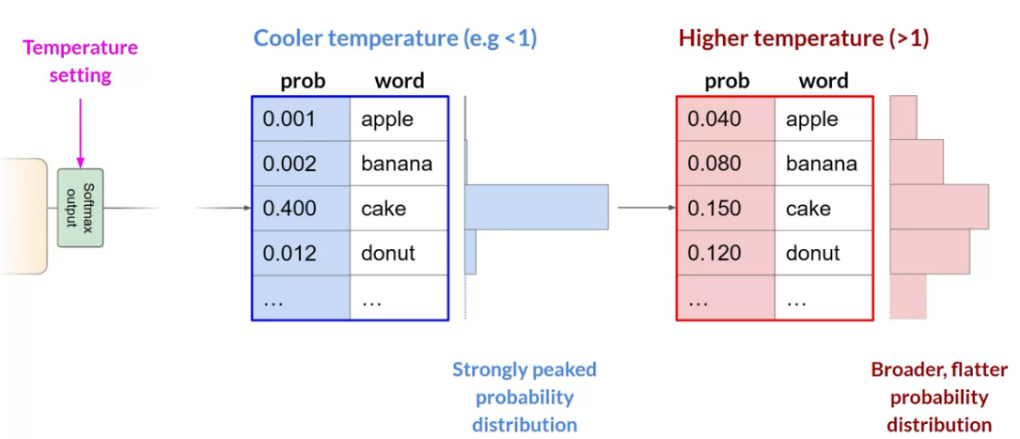 Temperature
setting
Softmax
output
Cooler temperature (e.g <1)
prob word
0.001 apple
0.002 banana
0.400 cake
0.012 donut
... ...
Strongly peaked
probability
distribution
Higher temperature (>1)
prob word
0.040 apple
0.080 banana
0.150 cake
0.120 donut
... ...
Broader, flatter
probability
distribution